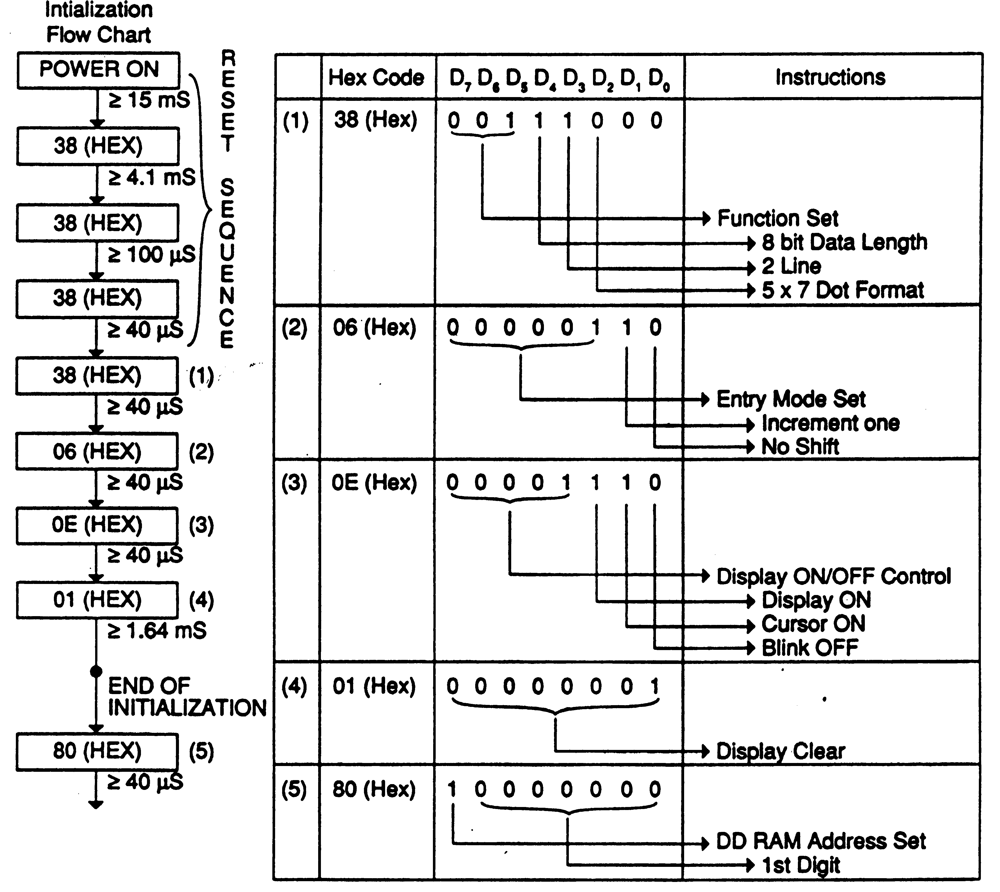 Intialization
Flow Chart
POWER ON
≥ 15 mS
38 (HEX)
≥ 4.1 mS
38 (HEX)
≥ 100 μS
38 (HEX)
≥ 40 μS
RESET SEQUENCE
38 (HEX) (1)
≥ 40 μS
06 (HEX) (2)
≥ 40 μS
0E (HEX) (3)
≥ 40 μS
01 (HEX) (4)
≥ 1.64 mS
END OF
INITIALIZATION
80 (HEX) (5)
≥ 40 μS
Hex Code D7 D6 D5 D4 D3 D2 D1 D0 Instructions
(1) 38 (Hex) 0 0 1 1 1 0 0 0
Function Set
8 bit Data Length
2 Line
5 x 7 Dot Format
(2) 06 (Hex) 0 0 0 0 0 1 1 0
Entry Mode Set
Increment one
No Shift
(3) 0E (Hex) 0 0 0 0 1 1 1 0
Display ON/OFF Control
Display ON
Cursor ON
Blink OFF
(4) 01 (Hex) 0 0 0 0 0 0 0 1
Display Clear
(5) 80 (Hex) 1 0 0 0 0 0 0 0
DD RAM Address Set
1st Digit